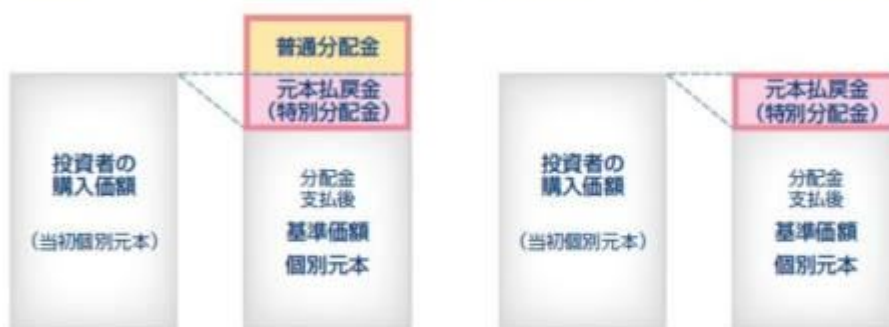 普通分配金
元本払戻金
（特別分配金）
投資者の
購入価額
（当初個別元本）
分配金
支払後
基準価額
個別元本
元本払戻金
（特別分配金）
投資者の
購入価額
（当初個別元本）
分配金
支払後
基準価額
個別元本